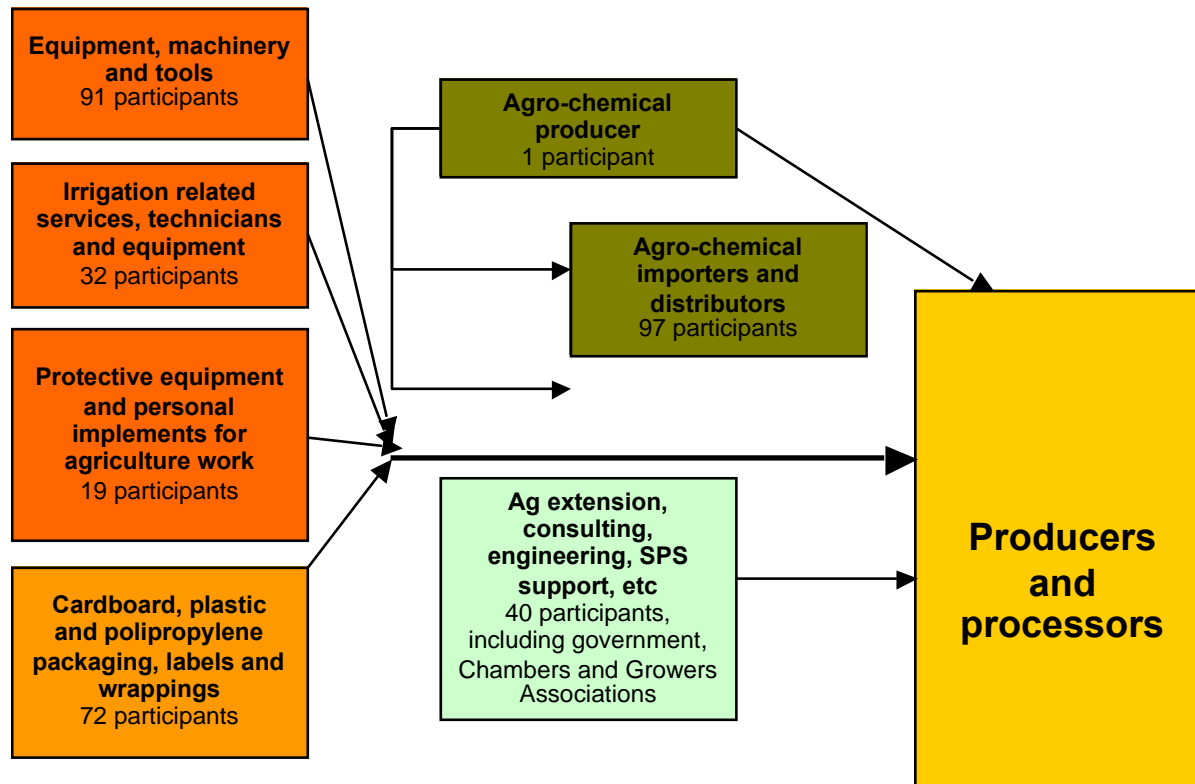 Equipment, machinery
and tools
91 participants
Irrigation related
services, technicians
and equipment
32 participants
Protective equipment
and personal
implements for
agriculture work
19 participants
Cardboard, plastic
and polipropylene
packaging, labels and
wrappings
72 participants
Agro-chemical
producer
1 participant
Agro-chemical
importers and
distributors
97 participants
Ag extension,
consulting,
engineering, SPS
support, etc
40 participants,
including government,
Chambers and Growers
Associations
Producers
and
processors